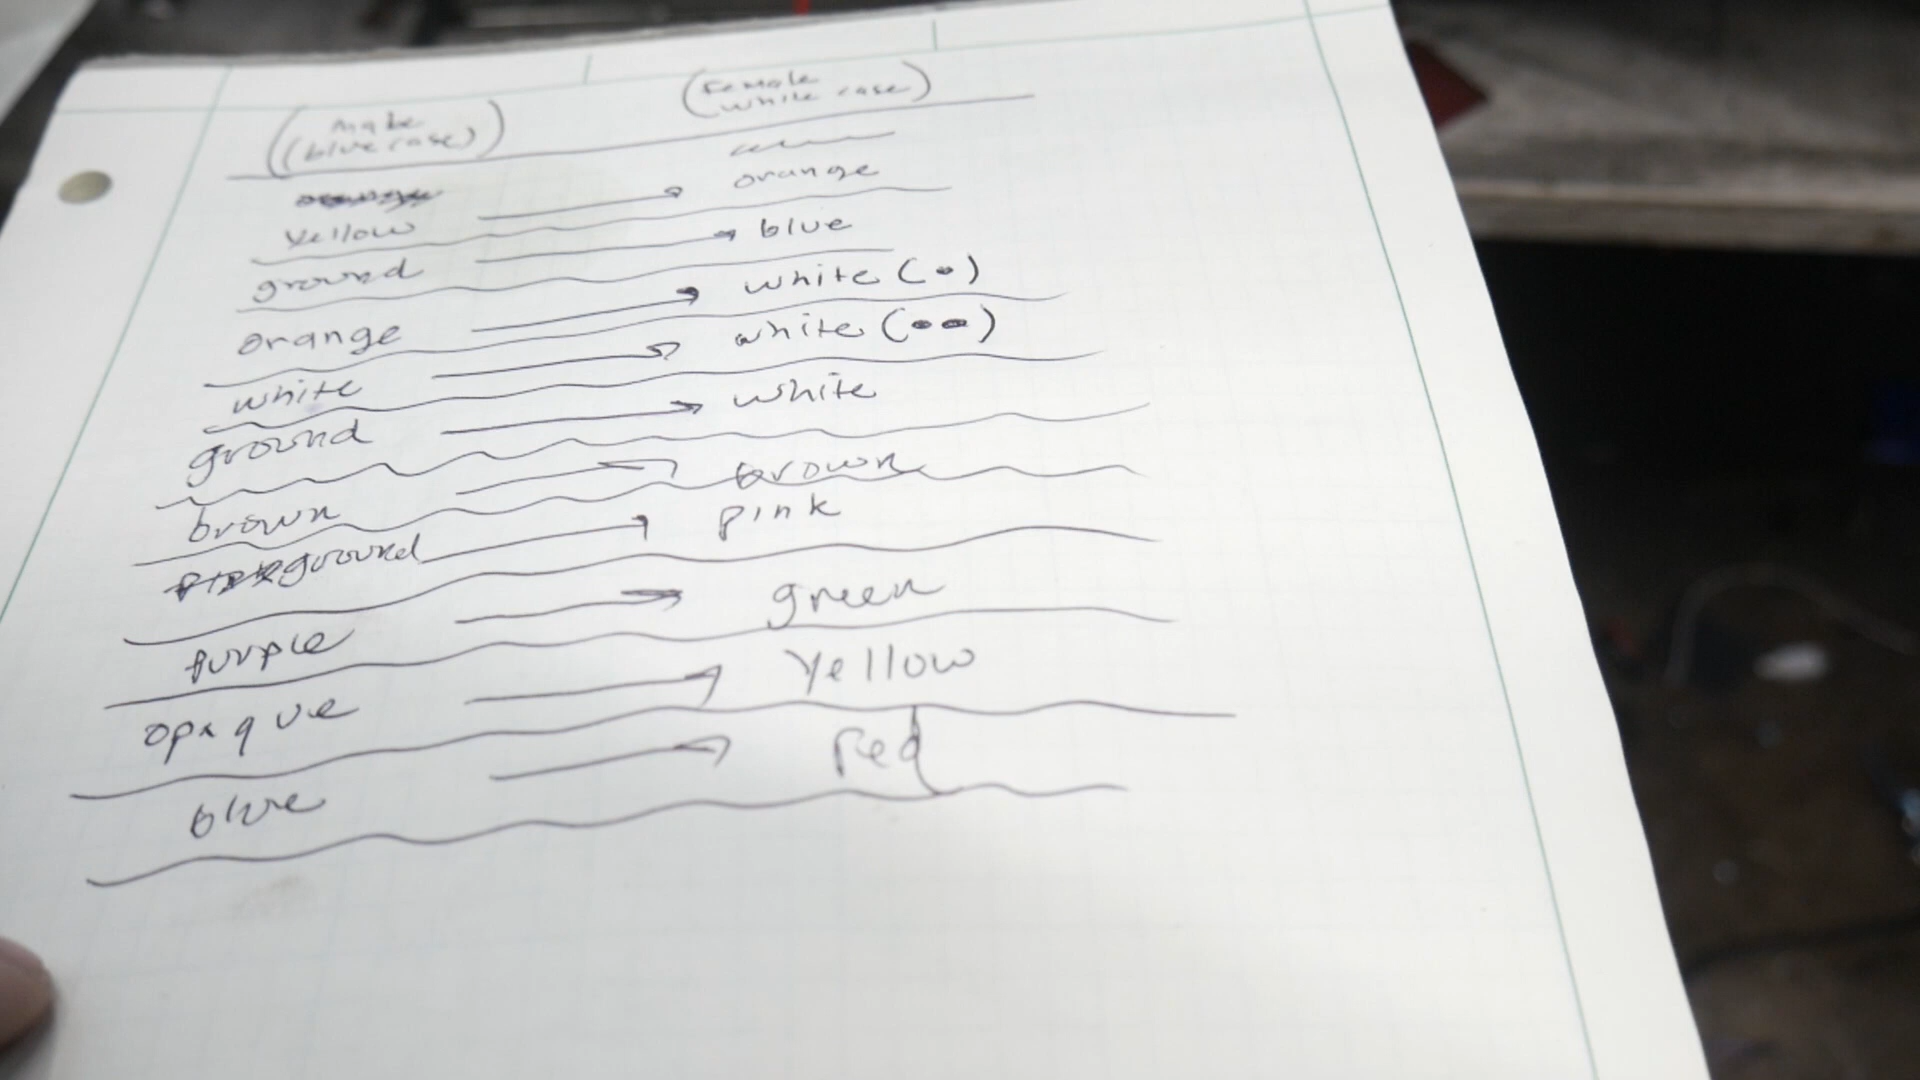 (Male (Female
(blue case)) white case)
yellow → orange
ground → blue
orange → white (•)
white → white (••)
ground → white
brown → brown
ground → pink
purple → green
opaque → yellow
blue → Red